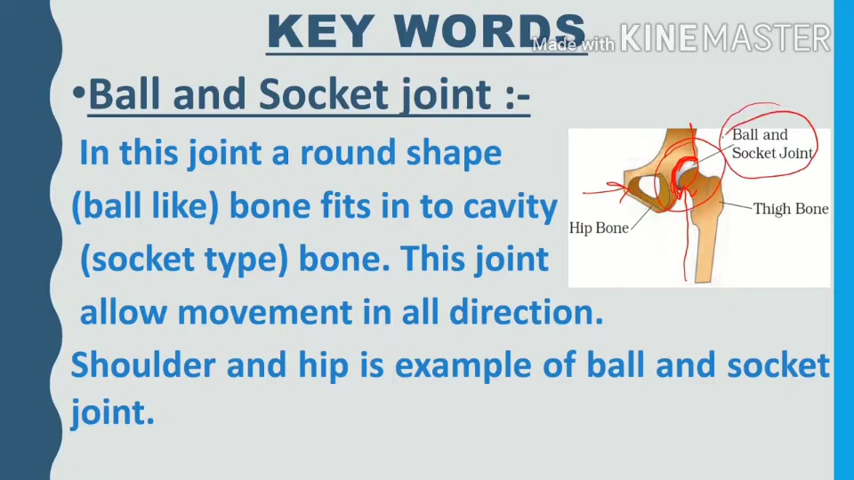 KEY WORDS
Made with KINEMASTER
•Ball and Socket joint :-
In this joint a round shape
(ball like) bone fits in to cavity
(socket type) bone. This joint
allow movement in all direction.
Shoulder and hip is example of ball and socket
joint.
Ball and
Socket Joint
Thigh Bone
Hip Bone